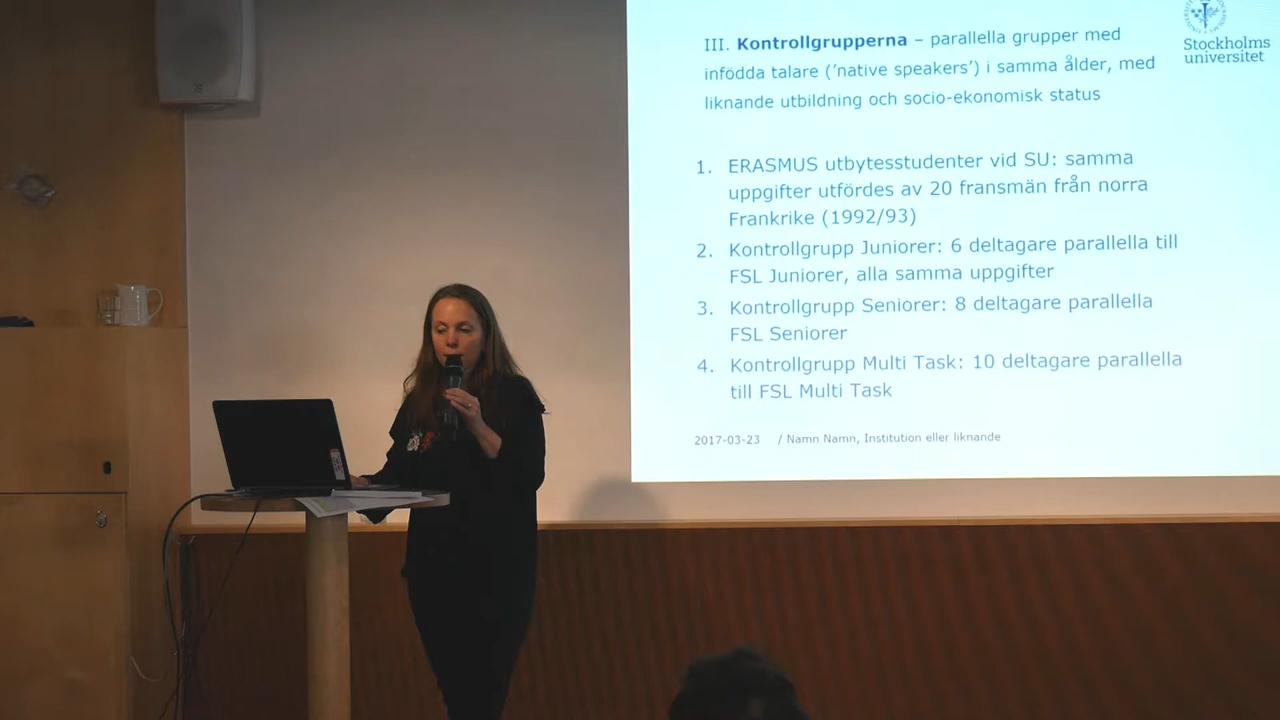 III. Kontrollgrupperna – parallella grupper med
infödda talare (’native speakers’) i samma ålder, med
liknande utbildning och socio-ekonomisk status
Stockholms
universitet
1. ERASMUS utbytesstudenter vid SU: samma
uppgifter utfördes av 20 fransmän från norra
Frankrike (1992/93)
2. Kontrollgrupp Juniorer: 6 deltagare parallella till
FSL Juniorer, alla samma uppgifter
3. Kontrollgrupp Seniorer: 8 deltagare parallella
FSL Seniorer
4. Kontrollgrupp Multi Task: 10 deltagare parallella
till FSL Multi Task
2017-03-23 / Namn Namn, Institution eller liknande